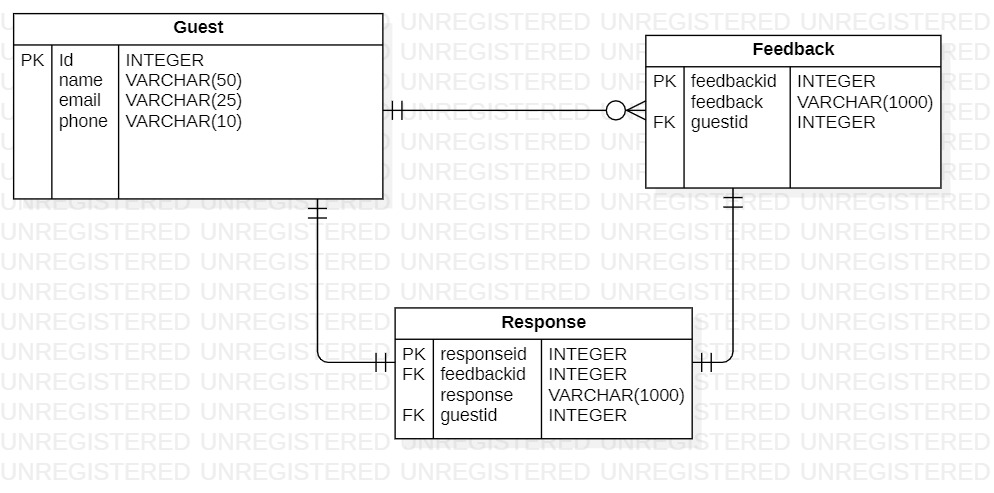 Guest
PK Id INTEGER
name VARCHAR(50)
email VARCHAR(25)
phone VARCHAR(10)
Feedback
PK feedbackid INTEGER
feedback VARCHAR(1000)
FK guestid INTEGER
Response
PK responseid INTEGER
FK feedbackid INTEGER
response VARCHAR(1000)
FK guestid INTEGER
UNREGISTERED UNREGISTERED UNREGISTERED UNREGISTERED UNREGISTERED